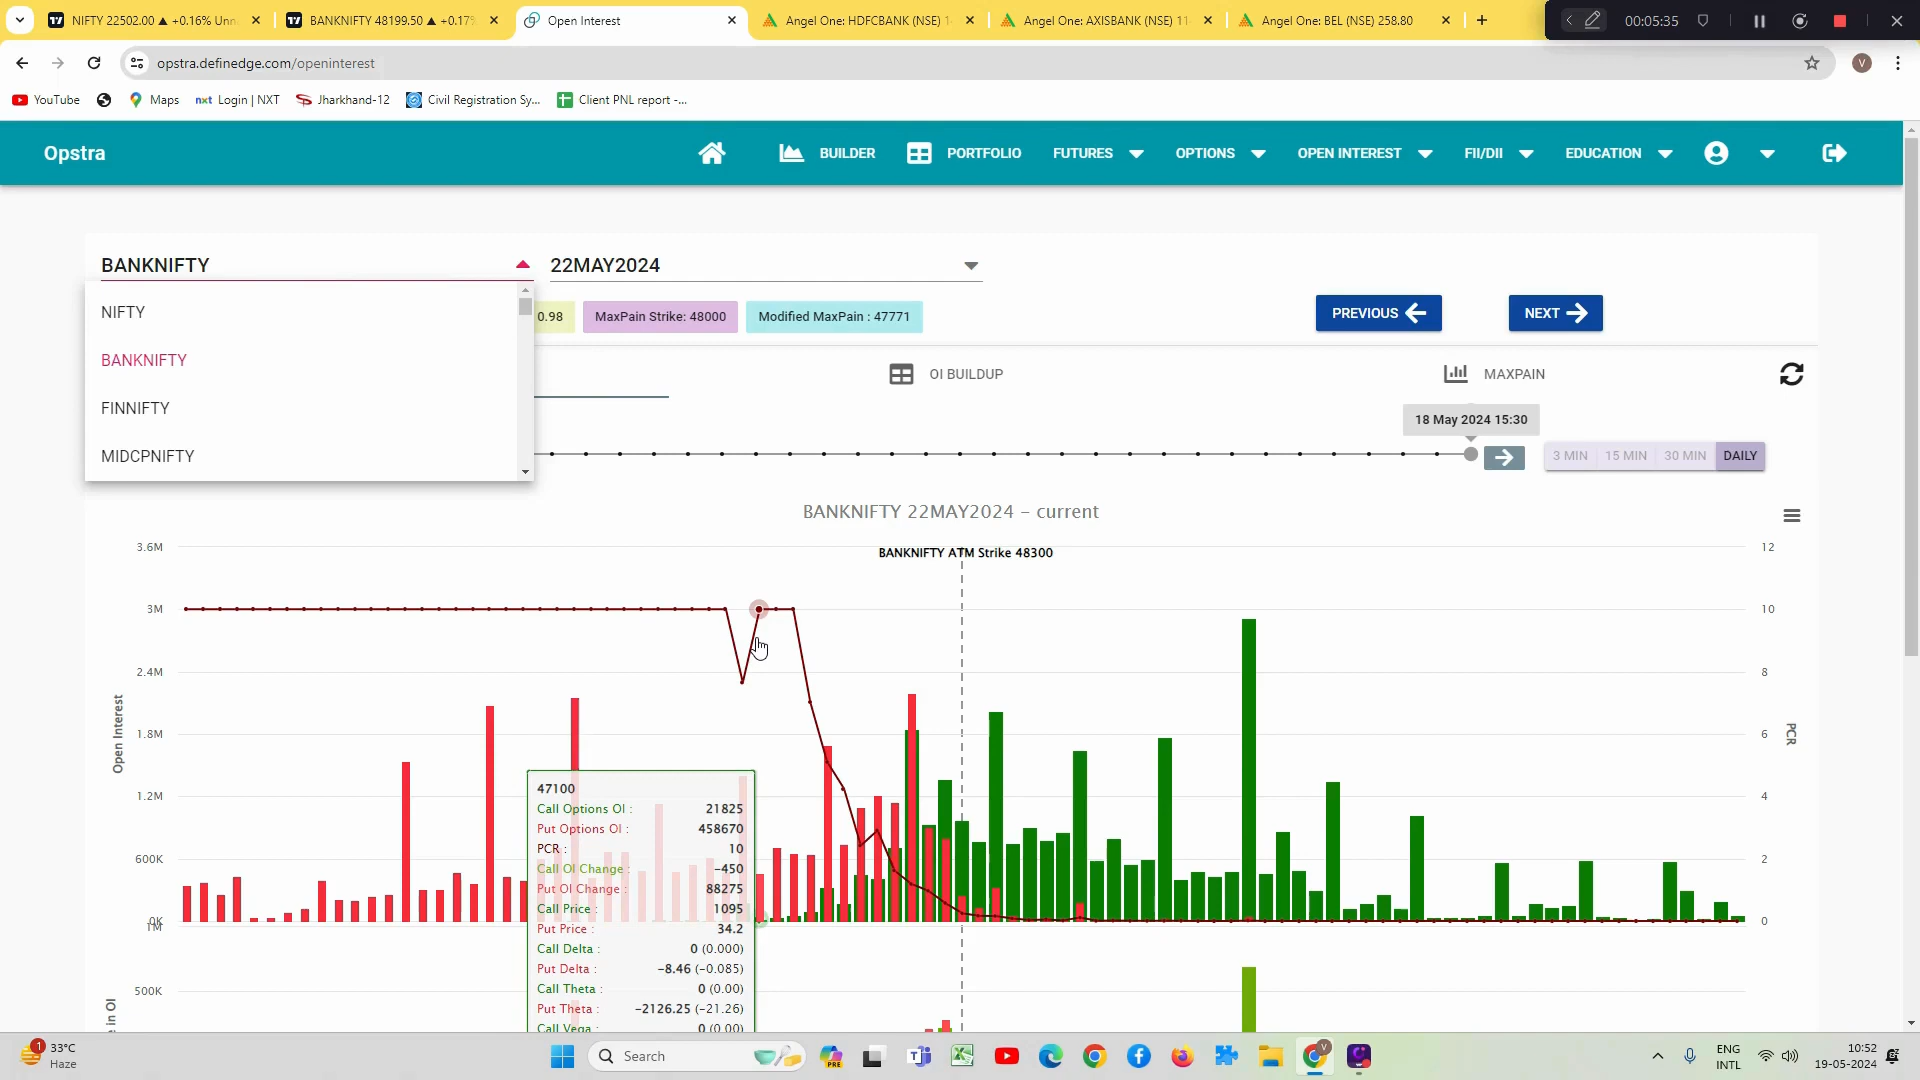 NIFTY 22502.00 ▲ +0.16% Unn
BANKNIFTY 48199.50 ▲ +0.17%
Open Interest
Angel One: HDFCBANK (NSE) 1
Angel One: AXISBANK (NSE) 11
Angel One: BEL (NSE) 258.80
00:05:35
opstra.definedge.com/openinterest
V
YouTube
Maps
nxt Login | NXT
Jharkhand-12
Civil Registration Sy...
Client PNL report -...
Opstra
BUILDER
PORTFOLIO
FUTURES
OPTIONS
OPEN INTEREST
FII/DII
EDUCATION
BANKNIFTY
22MAY2024
NIFTY
BANKNIFTY
FINNIFTY
MIDCPNIFTY
0.98
MaxPain Strike: 48000
Modified MaxPain : 47771
PREVIOUS
NEXT
OI BUILDUP
MAXPAIN
18 May 2024 15:30
3 MIN
15 MIN
30 MIN
DAILY
BANKNIFTY 22MAY2024 – current
BANKNIFTY ATM Strike 48300
3.6M
3M
2.4M
1.8M
1.2M
600K
0K
1M
500K
Open Interest
12
10
8
6
4
2
0
PCR
47100
Call Options OI : 21825
Put Options OI : 458670
PCR : 10
Call OI Change : -450
Put OI Change : 88275
Call Price : 1095
Put Price : 34.2
Call Delta : 0 (0.000)
Put Delta : -8.46 (-0.085)
Call Theta : 0 (0.00)
Put Theta : -2126.25 (-21.26)
Call Vega : 0 (0.00)
e in OI
1
33°C
Haze
Search
PRE
V
ENG
INTL
10:52
19-05-2024